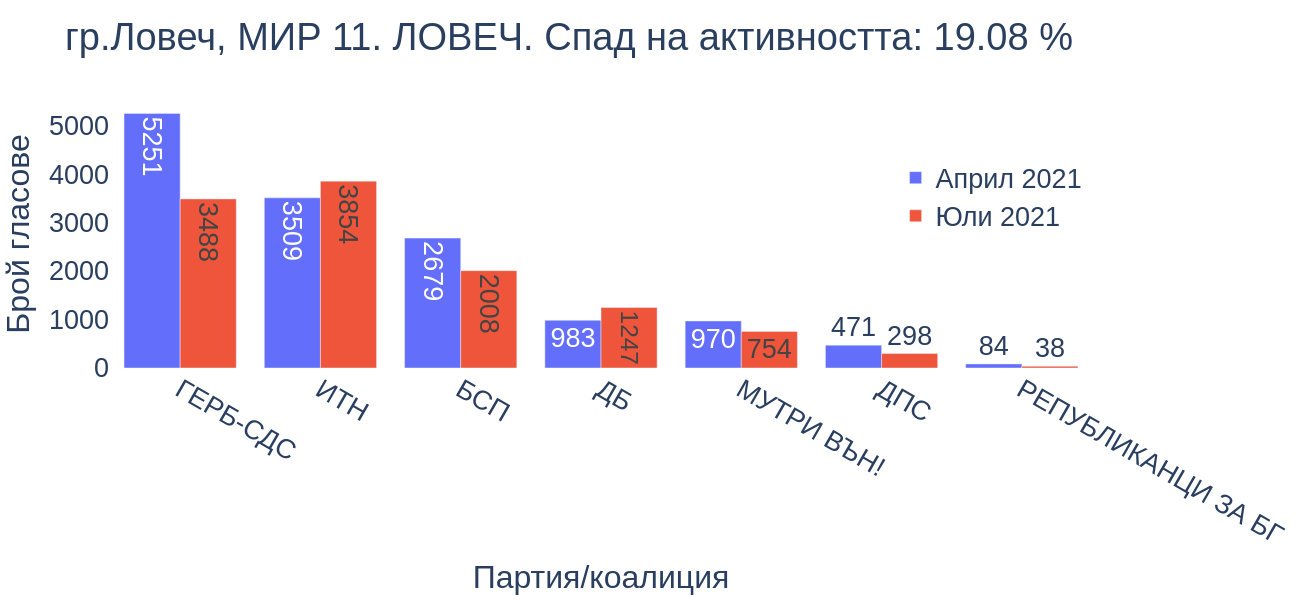 гр.Ловеч, МИР 11. ЛОВЕЧ. Спад на активността: 19.08 %
Брой гласове
5000
4000
3000
2000
1000
0
5251
3488
3509
3854
2679
2008
983
1247
970
754
471
298
84
38
Април 2021
Юли 2021
ГЕРБ-СДС
ИТН
БСП
ДБ
МУТРИ ВЪН!
ДПС
РЕПУБЛИКАНЦИ ЗА БГ
Партия/коалиция